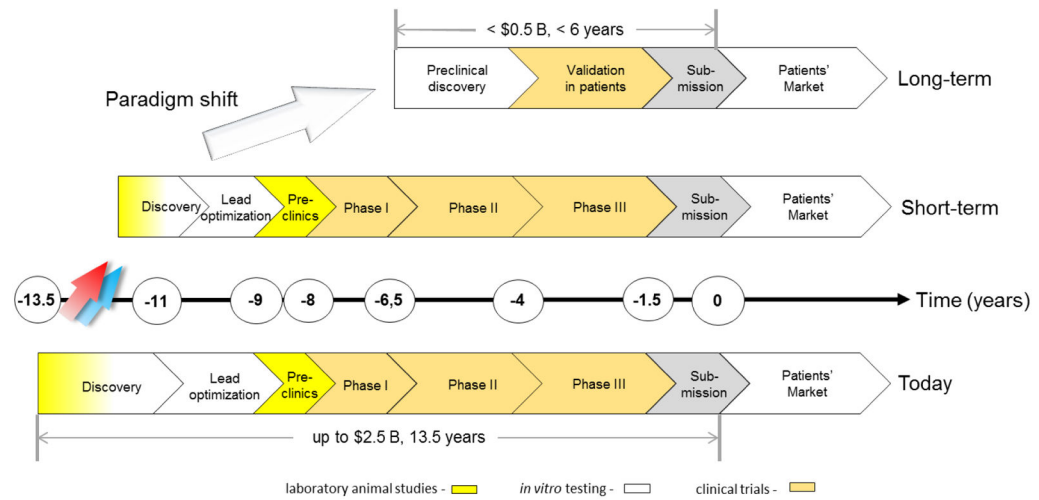 < $0.5 B, < 6 years
Preclinical
discovery
Validation
in patients
Sub-
mission
Patients'
Market
Long-term
Paradigm shift
Discovery
Lead
optimization
Pre-
clinics
Phase I
Phase II
Phase III
Sub-
mission
Patients'
Market
Short-term
-13.5
-11
-9
-8
-6,5
-4
-1.5
0
Time (years)
Discovery
Lead
optimization
Pre-
clinics
Phase I
Phase II
Phase III
Sub-
mission
Patients'
Market
Today
up to $2.5 B, 13.5 years
laboratory animal studies -
in vitro testing -
clinical trials -